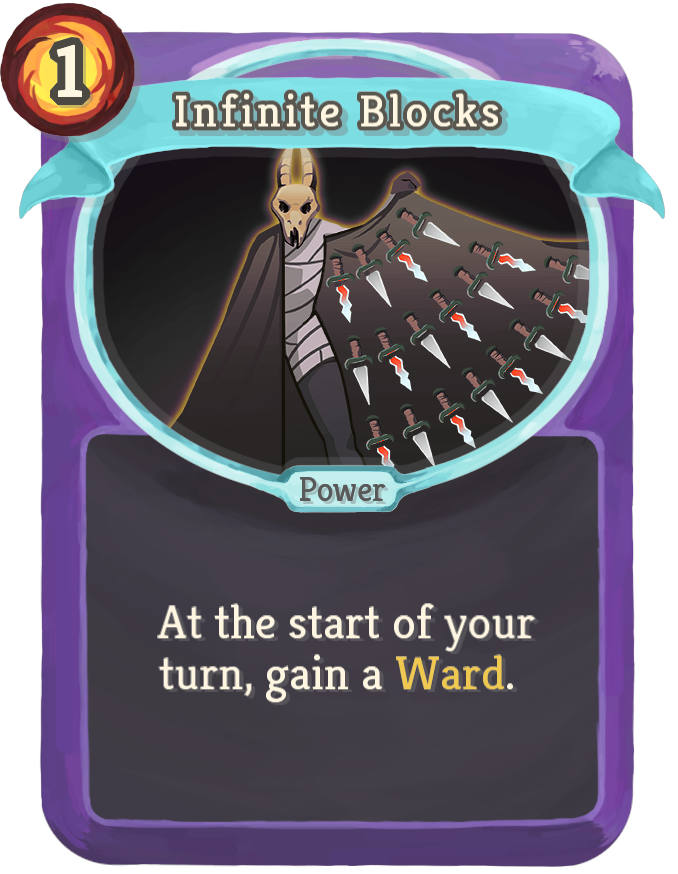 1
Infinite Blocks
Power
At the start of your
turn, gain a Ward.